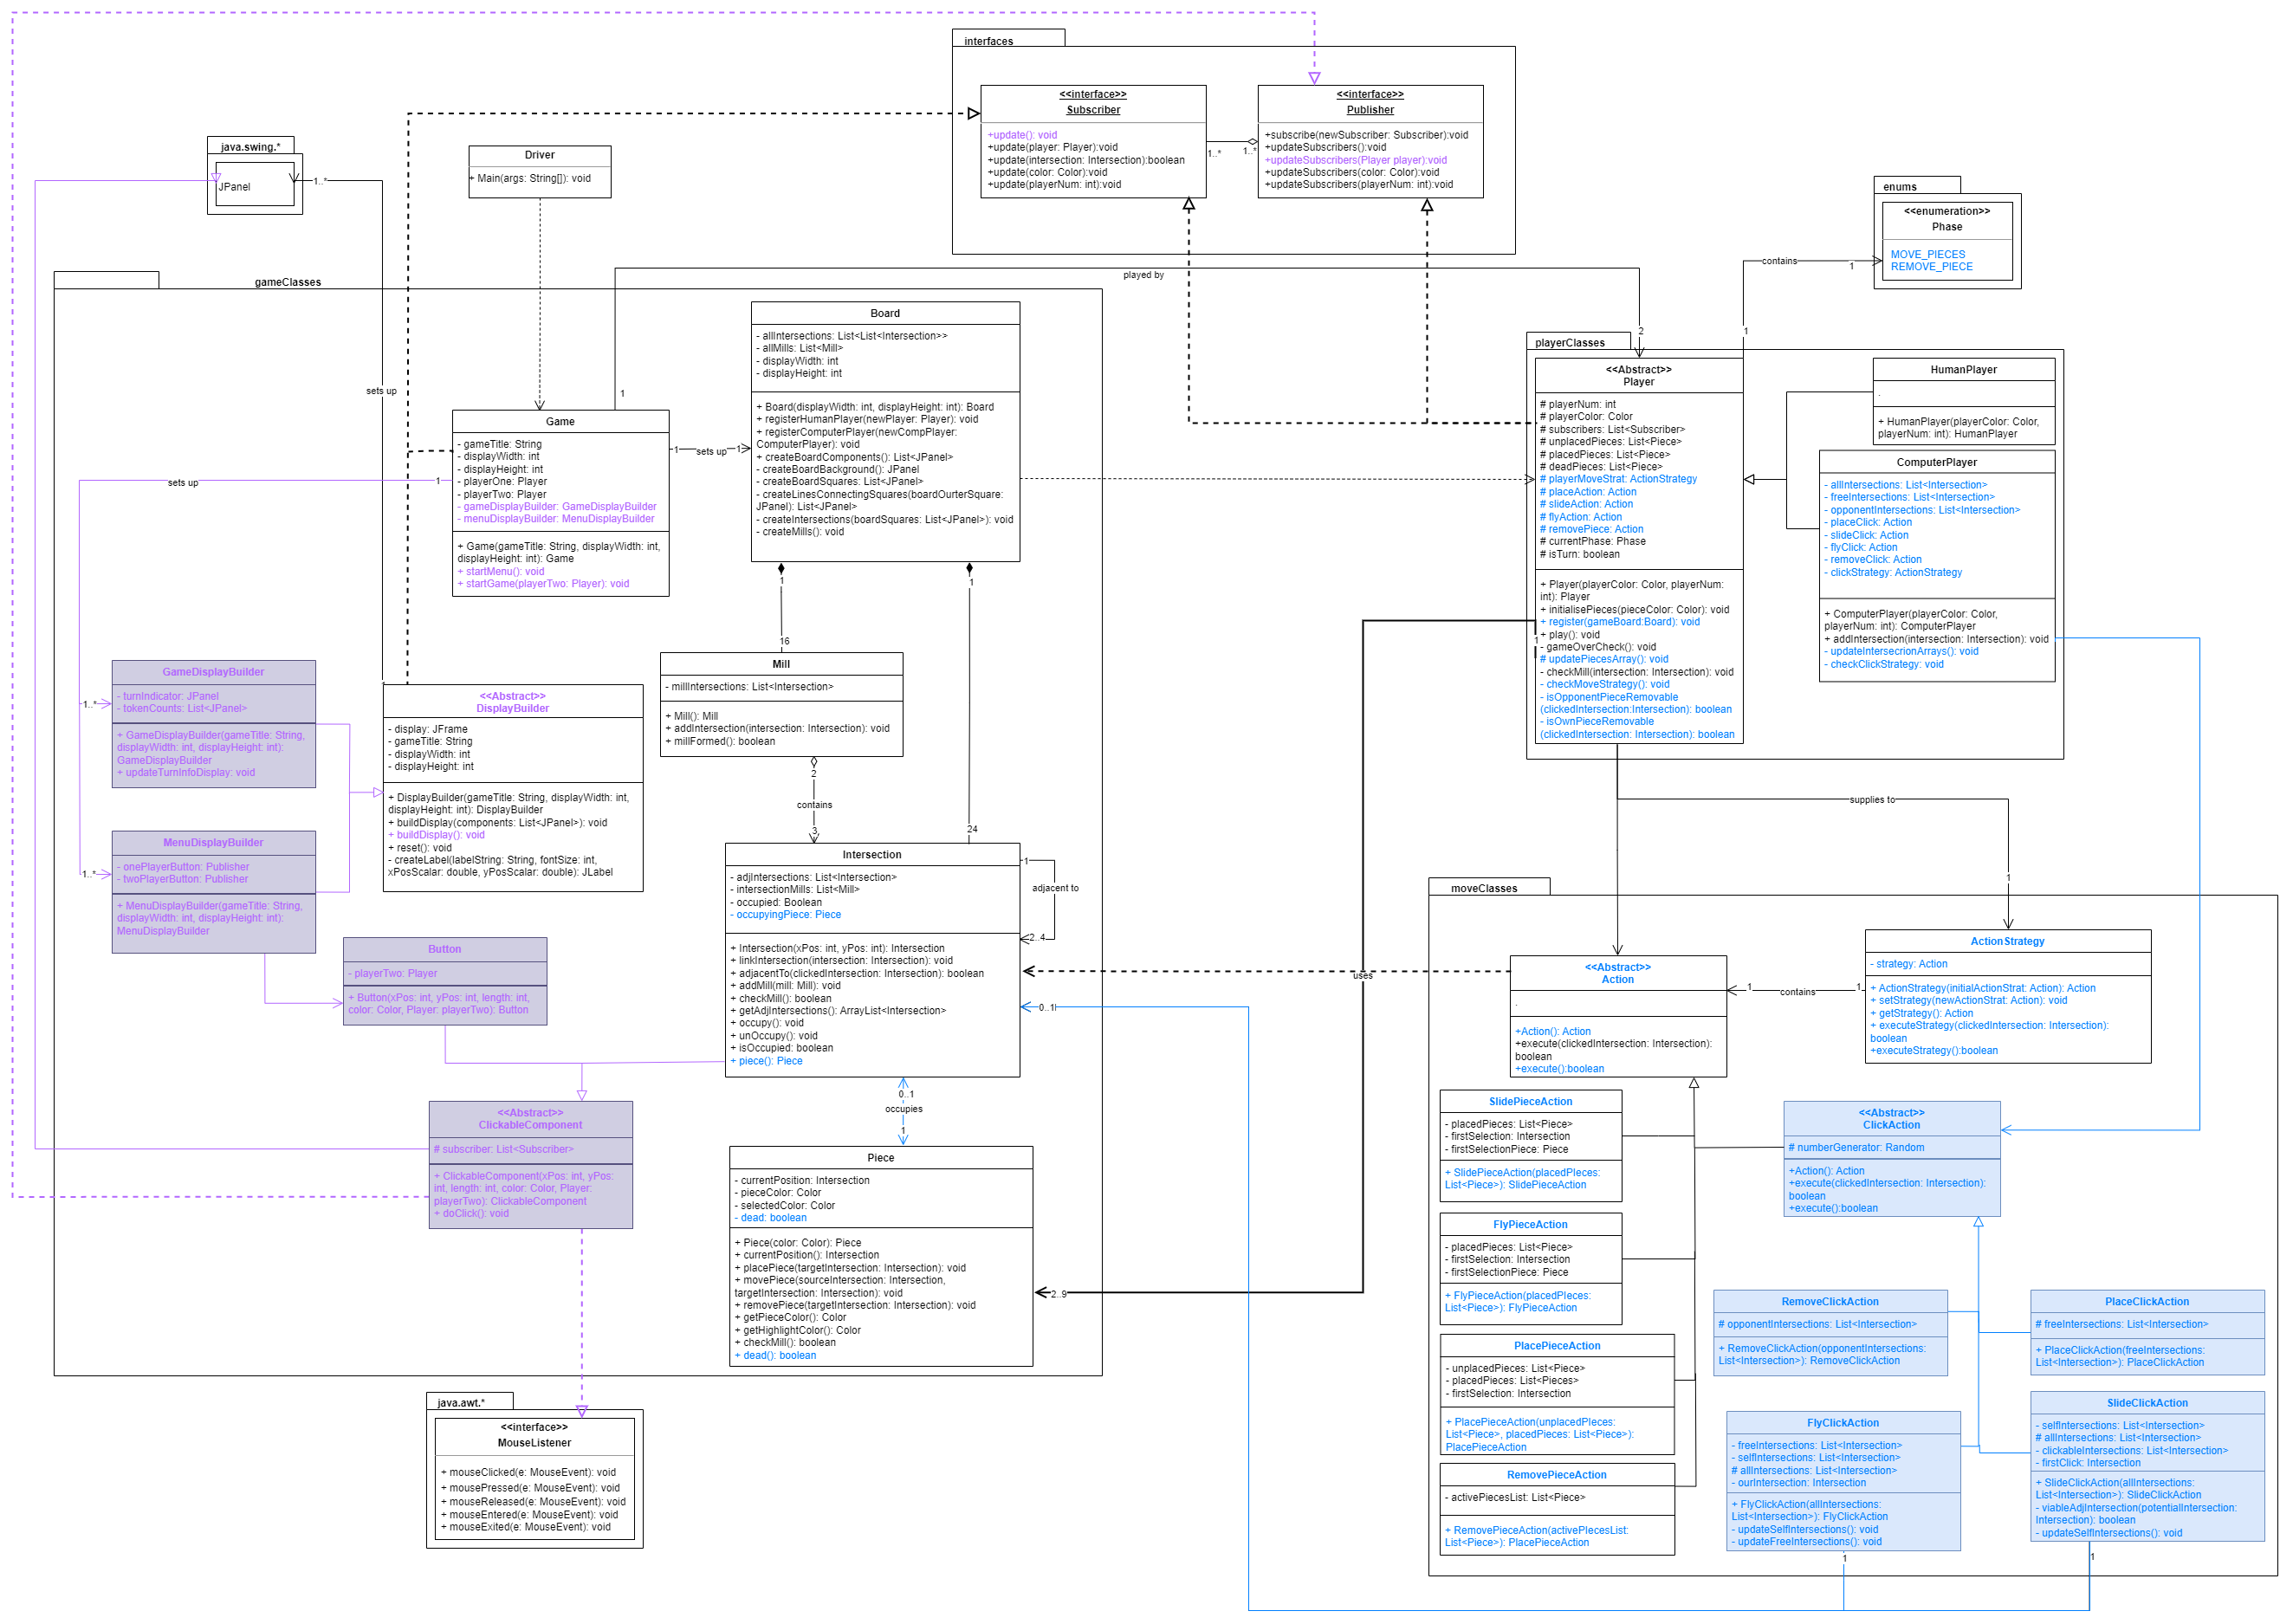 interfaces
<<interface>>
Subscriber
+update(): void
+update(player: Player):void
+update(intersection: Intersection):boolean
+update(color: Color):void
+update(playerNum: int):void
1..*
1..*
<<interface>>
Publisher
+subscribe(newSubscriber: Subscriber):void
+updateSubscribers():void
+updateSubscribers(Player player):void
+updateSubscribers(color: Color):void
+updateSubscribers(playerNum: int):void
java.swing.*
JPanel
1..*
Driver
+ Main(args: String[]): void
enums
<<enumeration>>
Phase
MOVE_PIECES
REMOVE_PIECE
contains
1
1
played by
2
1
gameClasses
sets up
1
sets up
1
1..*
1..*
Game
- gameTitle: String
- displayWidth: int
- displayHeight: int
- playerOne: Player
- playerTwo: Player
- gameDisplayBuilder: GameDisplayBuilder
- menuDisplayBuilder: MenuDisplayBuilder
+ Game(gameTitle: String, displayWidth: int,
displayHeight: int): Game
+ startMenu(): void
+ startGame(playerTwo: Player): void
1
sets up
1
Board
- allIntersections: List<List<Intersection>>
- allMills: List<Mill>
- displayWidth: int
- displayHeight: int
+ Board(displayWidth: int, displayHeight: int): Board
+ registerHumanPlayer(newPlayer: Player): void
+ registerComputerPlayer(newCompPlayer:
ComputerPlayer): void
+ createBoardComponents(): List<JPanel>
- createBoardBackground(): JPanel
- createBoardSquares: List<JPanel>
- createLinesConnectingSquares(boardOurterSquare:
JPanel): List<JPanel>
- createIntersections(boardSquares: List<JPanel>): void
- createMills(): void
1
16
1
24
Mill
- millIntersections: List<Intersection>
+ Mill(): Mill
+ addIntersection(intersection: Intersection): void
+ millFormed(): boolean
2
contains
3
GameDisplayBuilder
- turnIndicator: JPanel
- tokenCounts: List<JPanel>
+ GameDisplayBuilder(gameTitle: String,
displayWidth: int, displayHeight: int):
GameDisplayBuilder
+ updateTurnInfoDisplay: void
MenuDisplayBuilder
- onePlayerButton: Publisher
- twoPlayerButton: Publisher
+ MenuDisplayBuilder(gameTitle: String,
displayWidth: int, displayHeight: int):
MenuDisplayBuilder
<<Abstract>>
DisplayBuilder
- display: JFrame
- gameTitle: String
- displayWidth: int
- displayHeight: int
+ DisplayBuilder(gameTitle: String, displayWidth: int,
displayHeight: int): DisplayBuilder
+ buildDisplay(components: List<JPanel>): void
+ buildDisplay(): void
+ reset(): void
- createLabel(labelString: String, fontSize: int,
xPosScalar: double, yPosScalar: double): JLabel
Button
- playerTwo: Player
+ Button(xPos: int, yPos: int, length: int,
color: Color, Player: playerTwo): Button
<<Abstract>>
ClickableComponent
# subscriber: List<Subscriber>
+ ClickableComponent(xPos: int, yPos:
int, length: int, color: Color, Player:
playerTwo): ClickableComponent
+ doClick(): void
Intersection
- adjIntersections: List<Intersection>
- intersectionMills: List<Mill>
- occupied: Boolean
- occupyingPiece: Piece
+ Intersection(xPos: int, yPos: int): Intersection
+ linkIntersection(intersection: Intersection): void
+ adjacentTo(clickedIntersection: Intersection): boolean
+ addMill(mill: Mill): void
+ checkMill(): boolean
+ getAdjIntersections(): ArrayList<Intersection>
+ occupy(): void
+ unOccupy(): void
+ isOccupied: boolean
+ piece(): Piece
1
adjacent to
2..4
0..1
0..1
occupies
1
Piece
- currentPosition: Intersection
- pieceColor: Color
- selectedColor: Color
- dead: boolean
+ Piece(color: Color): Piece
+ currentPosition(): Intersection
+ placePiece(targetIntersection: Intersection): void
+ movePiece(sourceIntersection: Intersection,
targetIntersection: Intersection): void
+ removePiece(targetIntersection: Intersection): void
+ getPieceColor(): Color
+ getHighlightColor(): Color
+ checkMill(): boolean
+ dead(): boolean
2..9
uses
java.awt.*
<<interface>>
MouseListener
+ mouseClicked(e: MouseEvent): void
+ mousePressed(e: MouseEvent): void
+ mouseReleased(e: MouseEvent): void
+ mouseEntered(e: MouseEvent): void
+ mouseExited(e: MouseEvent): void
playerClasses
<<Abstract>>
Player
# playerNum: int
# playerColor: Color
# subscribers: List<Subscriber>
# unplacedPieces: List<Piece>
# placedPieces: List<Piece>
# deadPieces: List<Piece>
# playerMoveStrat: ActionStrategy
# placeAction: Action
# slideAction: Action
# flyAction: Action
# removePiece: Action
# currentPhase: Phase
# isTurn: boolean
+ Player(playerColor: Color, playerNum:
int): Player
+ initialisePieces(pieceColor: Color): void
+ register(gameBoard:Board): void
+ play(): void
- gameOverCheck(): void
# updatePiecesArray(): void
- checkMill(intersection: Intersection): void
- checkMoveStrategy(): void
- isOpponentPieceRemovable
(clickedIntersection:Intersection): boolean
- isOwnPieceRemovable
(clickedIntersection: Intersection): boolean
1
HumanPlayer
.
+ HumanPlayer(playerColor: Color,
playerNum: int): HumanPlayer
ComputerPlayer
- allIntersections: List<Intersection>
- freeIntersections: List<Intersection>
- opponentIntersections: List<Intersection>
- placeClick: Action
- slideClick: Action
- flyClick: Action
- removeClick: Action
- clickStrategy: ActionStrategy
+ ComputerPlayer(playerColor: Color,
playerNum: int): ComputerPlayer
+ addIntersection(intersection: Intersection): void
- updateIntersecrionArrays(): void
- checkClickStrategy: void
supplies to
1
moveClasses
<<Abstract>>
Action
.
+Action(): Action
+execute(clickedIntersection: Intersection):
boolean
+execute():boolean
1
contains
1
ActionStrategy
- strategy: Action
+ ActionStrategy(initialActionStrat: Action): Action
+ setStrategy(newActionStrat: Action): void
+ getStrategy(): Action
+ executeStrategy(clickedIntersection: Intersection):
boolean
+executeStrategy():boolean
SlidePieceAction
- placedPieces: List<Piece>
- firstSelection: Intersection
- firstSelectionPiece: Piece
+ SlidePieceAction(placedPIeces:
List<Piece>): SlidePieceAction
FlyPieceAction
- placedPieces: List<Piece>
- firstSelection: Intersection
- firstSelectionPiece: Piece
+ FlyPieceAction(placedPIeces:
List<Piece>): FlyPieceAction
PlacePieceAction
- unplacedPieces: List<Piece>
- placedPieces: List<Pieces>
- firstSelection: Intersection
+ PlacePieceAction(unplacedPIeces:
List<Piece>, placedPieces: List<Piece>):
PlacePieceAction
RemovePieceAction
- activePiecesList: List<Piece>
+ RemovePieceAction(activePIecesList:
List<Piece>): PlacePieceAction
<<Abstract>>
ClickAction
# numberGenerator: Random
+Action(): Action
+execute(clickedIntersection: Intersection):
boolean
+execute():boolean
RemoveClickAction
# opponentIntersections: List<Intersection>
+ RemoveClickAction(opponentIntersections:
List<Intersection>): RemoveClickAction
PlaceClickAction
# freeIntersections: List<Intersection>
+ PlaceClickAction(freeIntersections:
List<Intersection>): PlaceClickAction
FlyClickAction
- freeIntersections: List<Intersection>
- selfIntersections: List<Intersection>
# allIntersections: List<Intersection>
- ourIntersection: Intersection
+ FlyClickAction(allIntersections:
List<Intersection>): FlyClickAction
- updateSelfIntersections(): void
- updateFreeIntersections(): void
1
SlideClickAction
- selfIntersections: List<Intersection>
# allIntersections: List<Intersection>
- clickableIntersections: List<Intersection>
- firstClick: Intersection
+ SlideClickAction(allIntersections:
List<Intersection>): SlideClickAction
- viableAdjIntersection(potentialIntersection:
Intersection): boolean
- updateSelfIntersections(): void
1